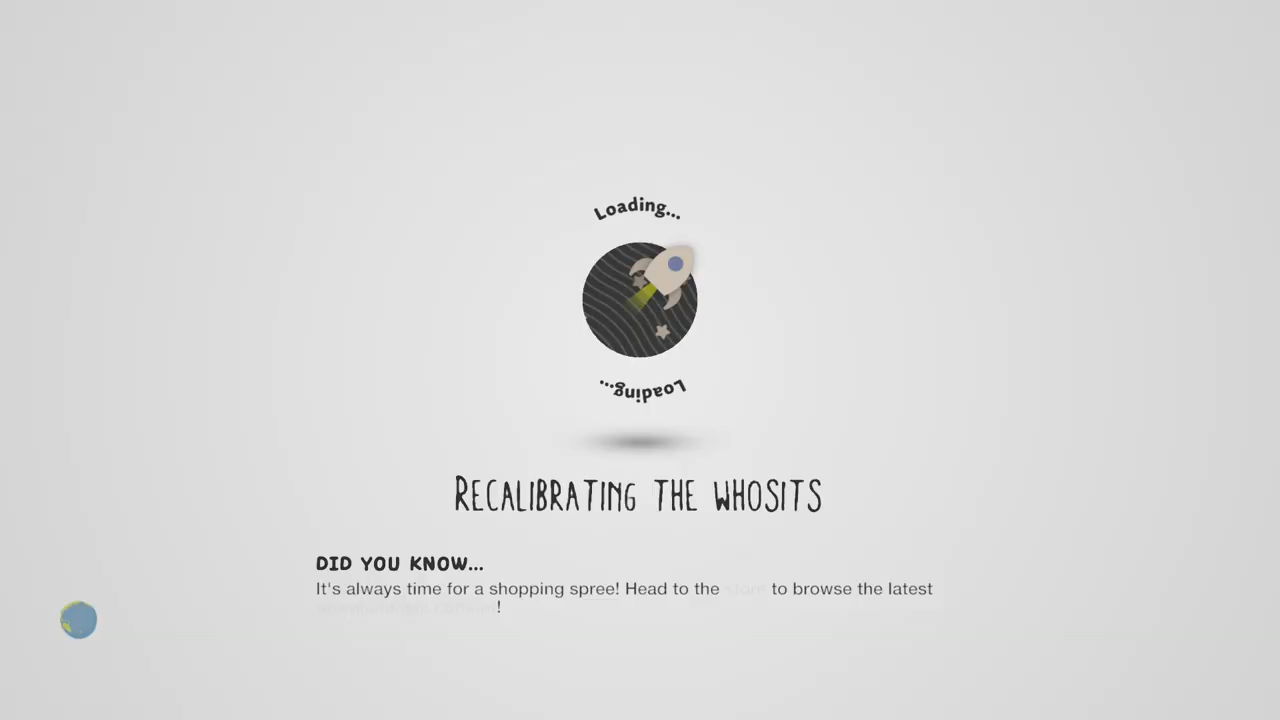 Loading...
Loading...
Recalibrating the whosits
DID YOU KNOW...
It's always time for a shopping spree! Head to the store to browse the latest
!